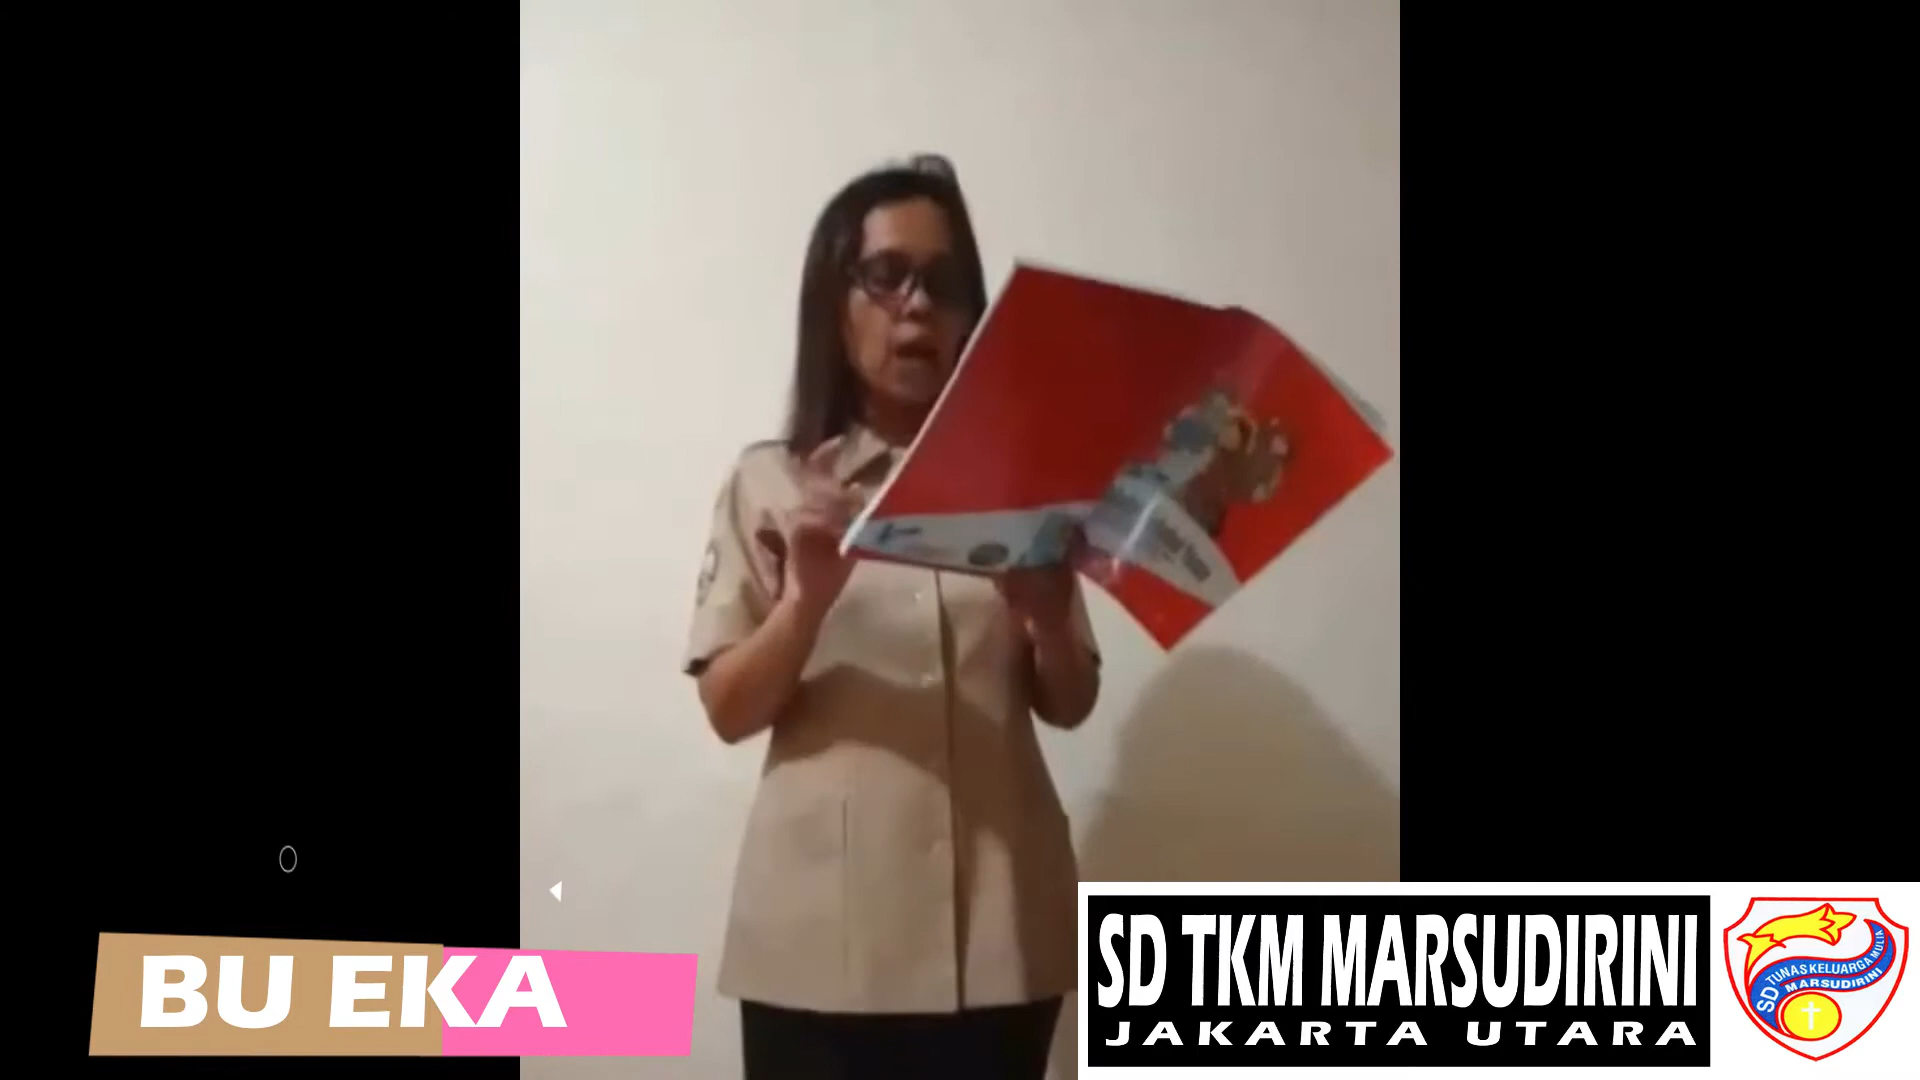 BU EKA
SD TKM MARSUDIRINI
JAKARTA UTARA
SD TUNAS KELUARGA MULIA
MARSUDIRINI